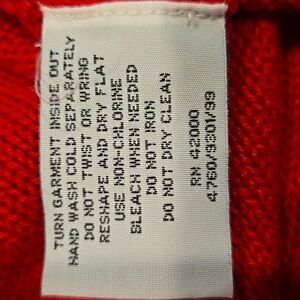 TURN GARMENT INSIDE OUT
HAND WASH COLD SEPARATELY
DO NOT TWIST OR WRING
RESHAPE AND DRY FLAT
USE NON-CHLORINE
BLEACH WHEN NEEDED
DO NOT IRON
DO NOT DRY CLEAN
RN 42000
4760/9301/99